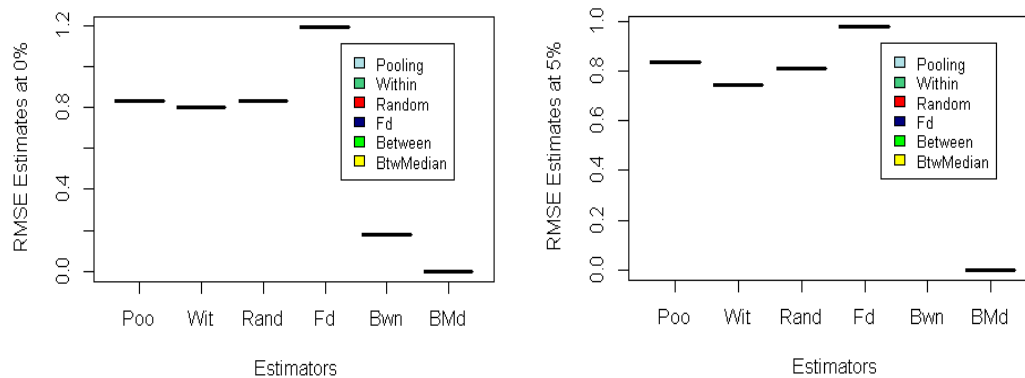 RMSE Estimates at 0%
1.2
0.8
0.4
0.0
Pooling
Within
Random
Fd
Between
BtwMedian
Poo Wit Rand Fd Bwn BMd
Estimators
RMSE Estimates at 5%
1.0
0.8
0.6
0.4
0.2
0.0
Pooling
Within
Random
Fd
Between
BtwMedian
Poo Wit Rand Fd Bwn BMd
Estimators